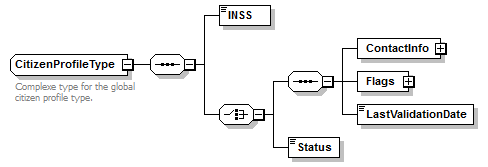 CitizenProfileType
Complexe type for the global
citizen profile type.
INSS
ContactInfo
Flags
LastValidationDate
Status